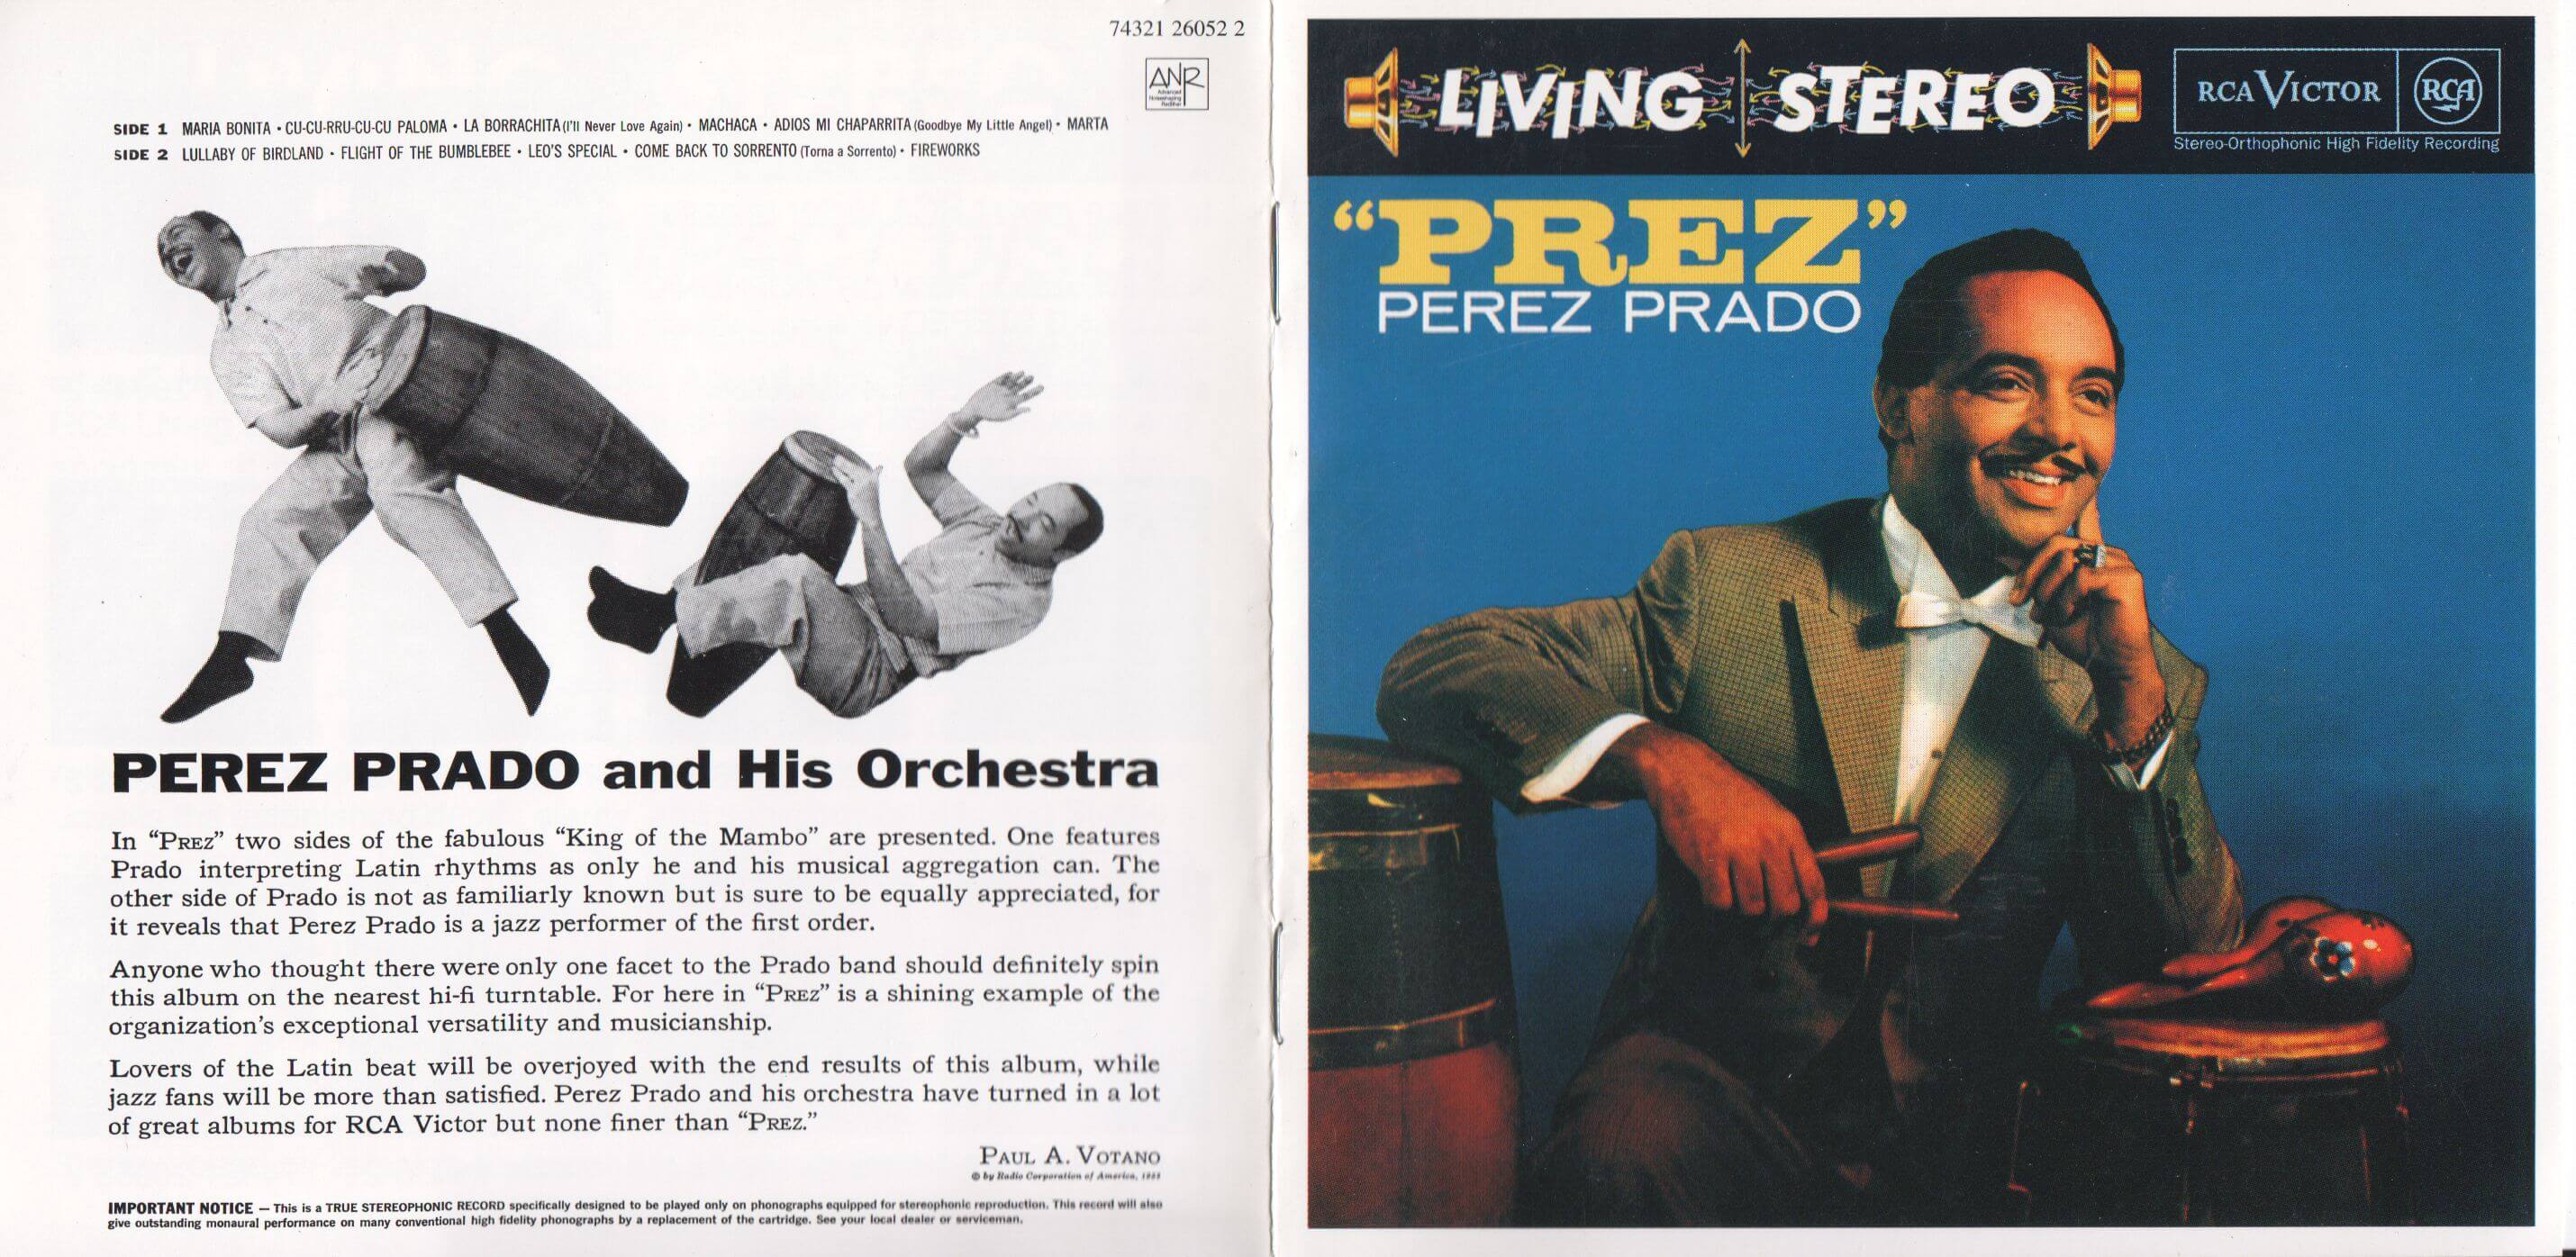 74321 26052 2
ANR
SIDE 1 MARIA BONITA • CU-CU-RRU-CU-CU PALOMA • LA BORRACHITA (I'll Never Love Again) • MACHACA • ADIOS MI CHAPARRITA (Goodbye My Little Angel) • MARTA
SIDE 2 LULLABY OF BIRDLAND • FLIGHT OF THE BUMBLEBEE • LEO'S SPECIAL • COME BACK TO SORRENTO (Torna a Sorrento) • FIREWORKS
PEREZ PRADO and His Orchestra
In “PREZ” two sides of the fabulous “King of the Mambo” are presented. One features
Prado interpreting Latin rhythms as only he and his musical aggregation can. The
other side of Prado is not as familiarly known but is sure to be equally appreciated, for
it reveals that Perez Prado is a jazz performer of the first order.
Anyone who thought there were only one facet to the Prado band should definitely spin
this album on the nearest hi-fi turntable. For here in “PREZ” is a shining example of the
organization's exceptional versatility and musicianship.
Lovers of the Latin beat will be overjoyed with the end results of this album, while
jazz fans will be more than satisfied. Perez Prado and his orchestra have turned in a lot
of great albums for RCA Victor but none finer than “PREZ.”
PAUL A. VOTANO
© by Radio Corporation of America,
IMPORTANT NOTICE — This is a TRUE STEREOPHONIC RECORD specifically designed to be played only on phonographs equipped for stereophonic reproduction. This record will also
give outstanding monaural performance on many conventional high fidelity phonographs by a replacement of the cartridge. See your local dealer or serviceman.
LIVING STEREO
RCA VICTOR RCA
Stereo-Orthophonic High Fidelity Recording
“PREZ”
PEREZ PRADO